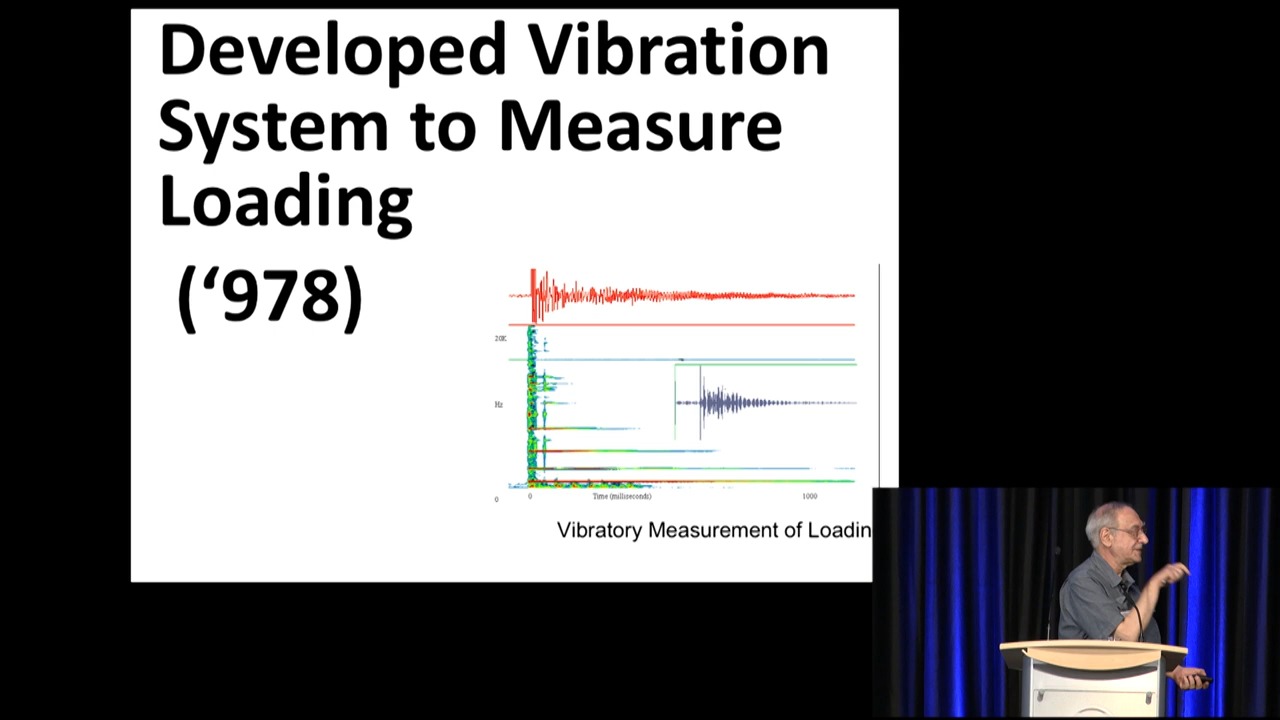 Developed Vibration
System to Measure
Loading
(‘978)
20K
Hz
0
0
Time (milliseconds)
1000
Vibratory Measurement of Loadin